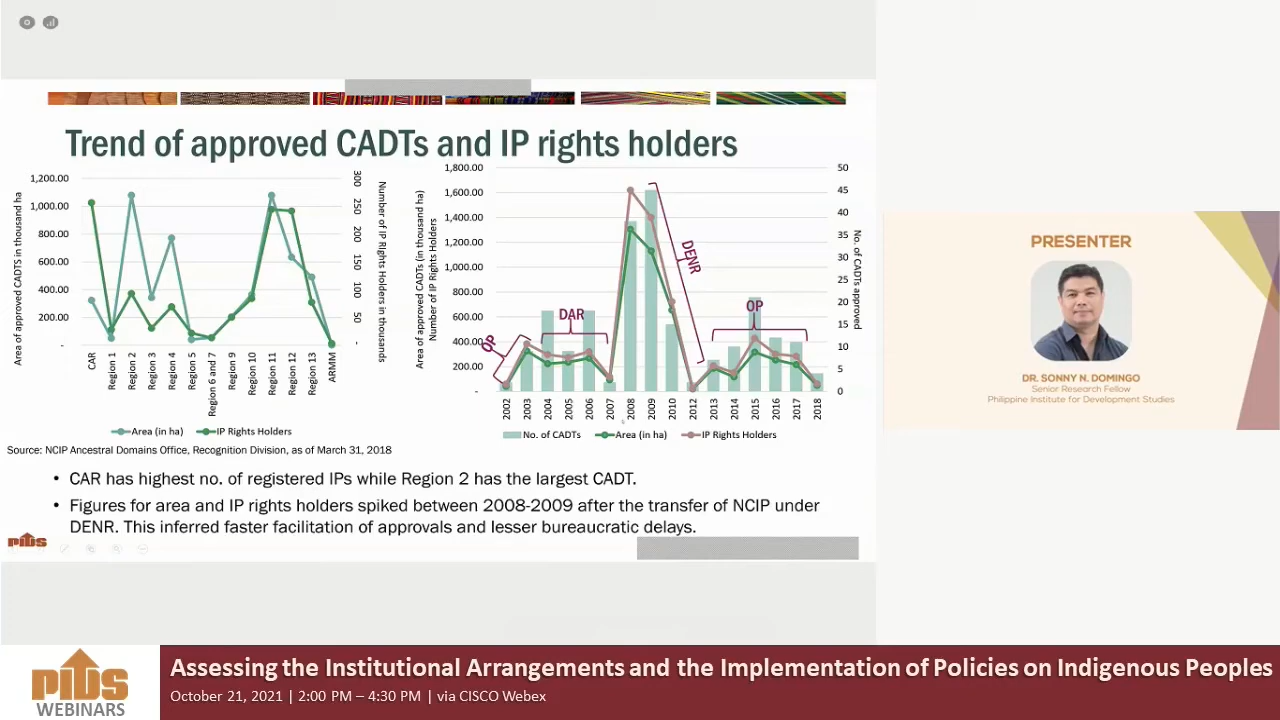 Trend of approved CADTs and IP rights holders
1,200.00
1,000.00
800.00
600.00
400.00
200.00
-
Area of approved CADTs in thousand ha
300
250
200
150
100
50
-
Number of IP Rights Holders in thousands
CAR
Region 1
Region 2
Region 3
Region 4
Region 5
Region 6 and 7
Region 9
Region 10
Region 11
Region 12
Region 13
ARMM
Area (in ha)
IP Rights Holders
1,800.00
1,600.00
1,400.00
1,200.00
1,000.00
800.00
600.00
400.00
200.00
-
Area of approved CADTs (in thousand ha)
Number of IP Rights Holders
50
45
40
35
30
25
20
15
10
5
0
No. of CADTs approved
OP
DAR
DENR
OP
2002
2003
2004
2005
2006
2007
2008
2009
2010
2012
2013
2014
2015
2016
2017
2018
No. of CADTs
Area (in ha)
IP Rights Holders
Source: NCIP Ancestral Domains Office, Recognition Division, as of March 31, 2018
• CAR has highest no. of registered IPs while Region 2 has the largest CADT.
• Figures for area and IP rights holders spiked between 2008-2009 after the transfer of NCIP under
DENR. This inferred faster facilitation of approvals and lesser bureaucratic delays.
pids
PRESENTER
DR. SONNY N. DOMINGO
Senior Research Fellow
Philippine Institute for Development Studies
pids
WEBINARS
Assessing the Institutional Arrangements and the Implementation of Policies on Indigenous Peoples
October 21, 2021 | 2:00 PM – 4:30 PM | via CISCO Webex